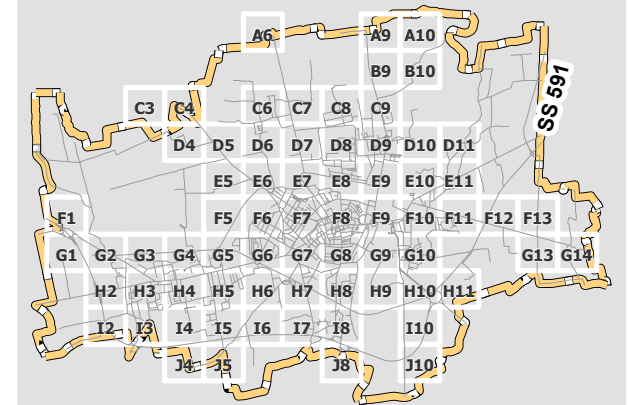 A6 A9 A10
B9 B10
SS 591
C3 C4 C6 C7 C8 C9
D4 D5 D6 D7 D8 D9 D10 D11
E5 E6 E7 E8 E9 E10 E11
F1 F5 F6 F7 F8 F9 F10 F11 F12 F13
G1 G2 G3 G4 G5 G6 G7 G8 G9 G10 G13 G14
H2 H3 H4 H5 H6 H7 H8 H9 H10 H11
I2 I3 I4 I5 I6 I7 I8 I10
J4 J5 J8 J10